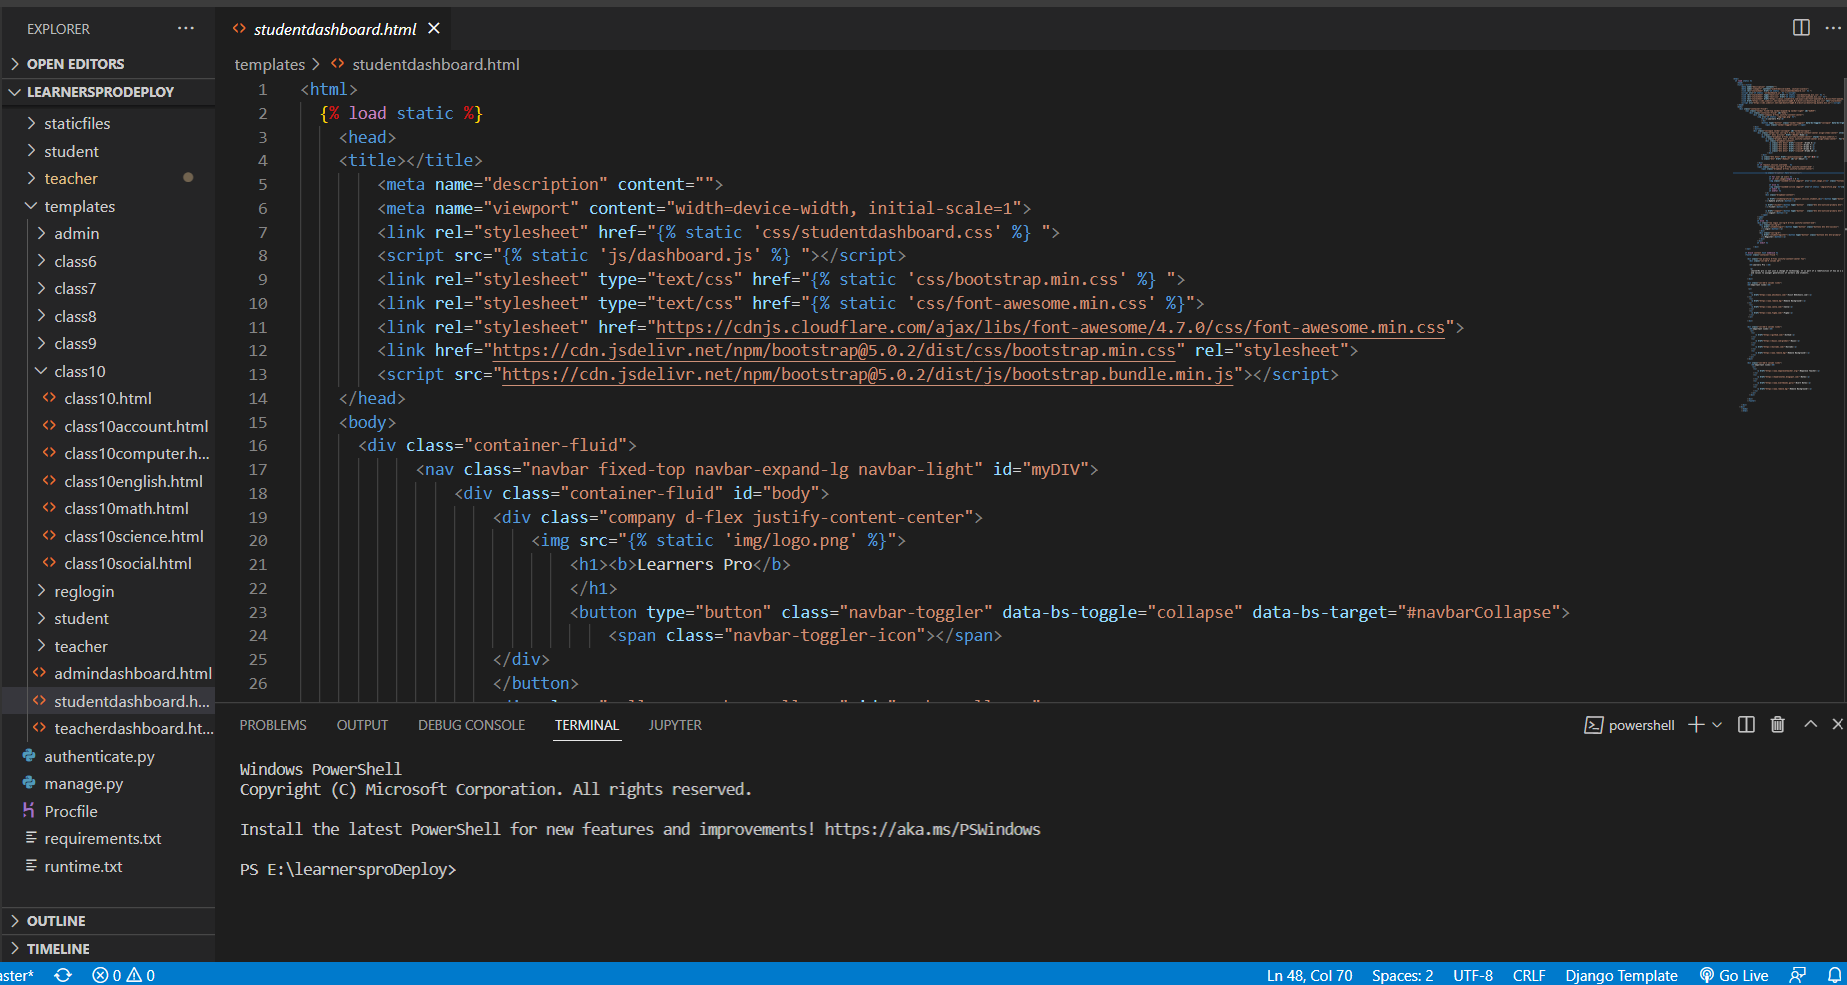 EXPLORER
OPEN EDITORS
LEARNERSPRODEPLOY
staticfiles
student
teacher
templates
admin
class6
class7
class8
class9
class10
class10.html
class10account.html
class10computer.h...
class10english.html
class10math.html
class10science.html
class10social.html
reglogin
student
teacher
admindashboard.html
studentdashboard.h...
teacherdashboard.ht...
authenticate.py
manage.py
Procfile
requirements.txt
runtime.txt
OUTLINE
TIMELINE
studentdashboard.html
templates > studentdashboard.html
1 <html>
2 {% load static %}
3 <head>
4 <title></title>
5 <meta name="description" content="">
6 <meta name="viewport" content="width=device-width, initial-scale=1">
7 <link rel="stylesheet" href="{% static 'css/studentdashboard.css' %} ">
8 <script src="{% static 'js/dashboard.js' %} "></script>
9 <link rel="stylesheet" type="text/css" href="{% static 'css/bootstrap.min.css' %} ">
10 <link rel="stylesheet" type="text/css" href="{% static 'css/font-awesome.min.css' %}">
11 <link rel="stylesheet" href="https://cdnjs.cloudflare.com/ajax/libs/font-awesome/4.7.0/css/font-awesome.min.css">
12 <link href="https://cdn.jsdelivr.net/npm/bootstrap@5.0.2/dist/css/bootstrap.min.css" rel="stylesheet">
13 <script src="https://cdn.jsdelivr.net/npm/bootstrap@5.0.2/dist/js/bootstrap.bundle.min.js"></script>
14 </head>
15 <body>
16 <div class="container-fluid">
17 <nav class="navbar fixed-top navbar-expand-lg navbar-light" id="myDIV">
18 <div class="container-fluid" id="body">
19 <div class="company d-flex justify-content-center">
20 <img src="{% static 'img/logo.png' %}">
21 <h1><b>Learners Pro</b>
22 </h1>
23 <button type="button" class="navbar-toggler" data-bs-toggle="collapse" data-bs-target="#navbarCollapse">
24 <span class="navbar-toggler-icon"></span>
25 </div>
26 </button>
PROBLEMS OUTPUT DEBUG CONSOLE TERMINAL JUPYTER powershell
Windows PowerShell
Copyright (C) Microsoft Corporation. All rights reserved.
Install the latest PowerShell for new features and improvements! https://aka.ms/PSWindows
PS E:\learnersproDeploy>
aster* 0 0 Ln 48, Col 70 Spaces: 2 UTF-8 CRLF Django Template Go Live